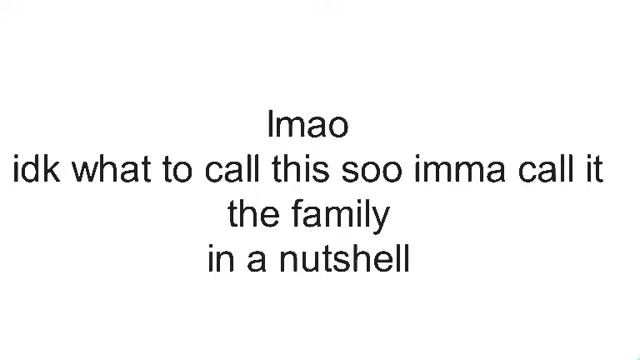 lmao
idk what to call this soo imma call it
the family
in a nutshell